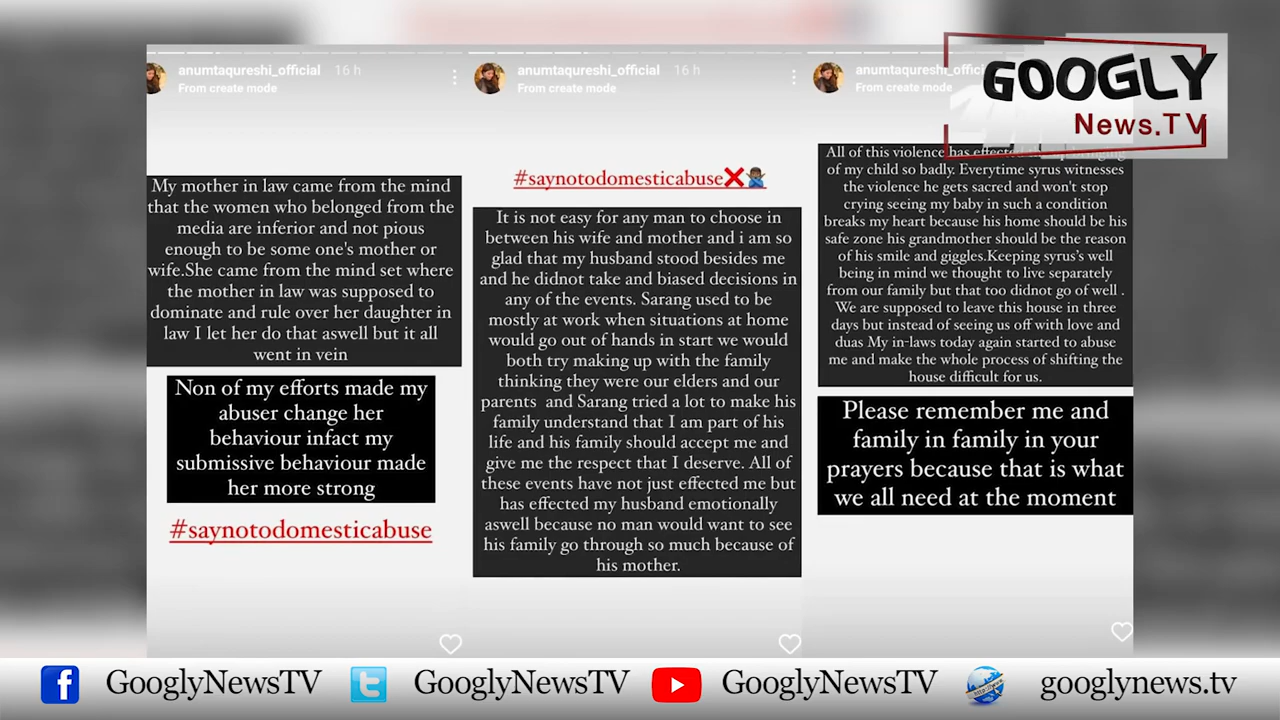 anumtaqureshi_official 16 h
From create mode
My mother in law came from the mind
that the women who belonged from the
media are inferior and not pious
enough to be some one's mother or
wife.She came from the mind set where
the mother in law was supposed to
dominate and rule over her daughter in
law I let her do that aswell but it all
went in vein
Non of my efforts made my
abuser change her
behaviour infact my
submissive behaviour made
her more strong
#saynotodomesticabuse
anumtaqureshi_official 16 h
From create mode
#saynotodomesticabuse❌🙅🏾‍♂️
It is not easy for any man to choose in
between his wife and mother and i am so
glad that my husband stood besides me
and he didnot take and biased decisions in
any of the events. Sarang used to be
mostly at work when situations at home
would go out of hands in start we would
both try making up with the family
thinking they were our elders and our
parents and Sarang tried a lot to make his
family understand that I am part of his
life and his family should accept me and
give me the respect that I deserve. All of
these events have not just effected me but
has effected my husband emotionally
aswell because no man would want to see
his family go through so much because of
his mother.
From create mode
All of this violence has effected
of my child so badly. Everytime syrus witnesses
the violence he gets sacred and won't stop
crying seeing my baby in such a condition
breaks my heart because his home should be his
safe zone his grandmother should be the reason
of his smile and giggles.Keeping syrus's well
being in mind we thought to live separately
from our family but that too didnot go of well .
We are supposed to leave this house in three
days but instead of seeing us off with love and
duas My in-laws today again started to abuse
me and make the whole process of shifting the
house difficult for us.
Please remember me and
family in family in your
prayers because that is what
we all need at the moment
GOOGLY
News.TV
GooglyNewsTV GooglyNewsTV GooglyNewsTV googlynews.tv